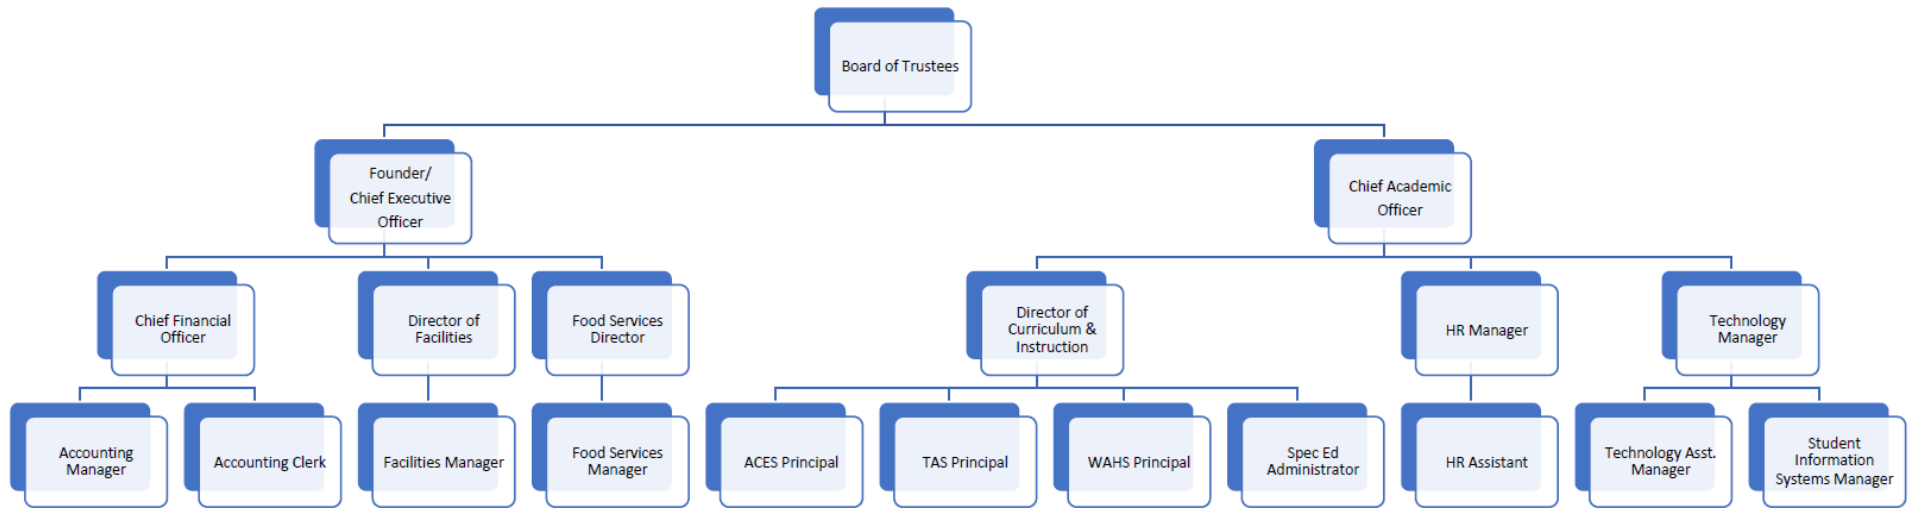 Board of Trustees
Founder/
Chief Executive
Officer
Chief Academic
Officer
Chief Financial
Officer
Director of
Facilities
Food Services
Director
Director of
Curriculum &
Instruction
HR Manager
Technology
Manager
Accounting
Manager
Accounting Clerk
Facilities Manager
Food Services
Manager
ACES Principal
TAS Principal
WAHS Principal
Spec Ed
Administrator
HR Assistant
Technology Asst.
Manager
Student
Information
Systems Manager